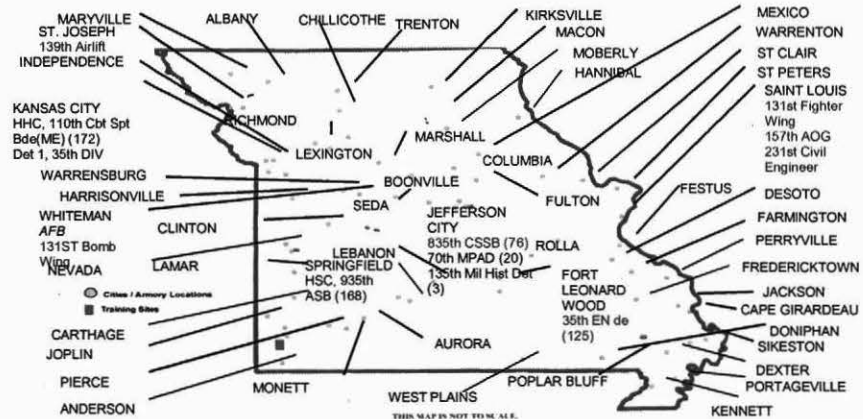 MARYVILLE
ST. JOSEPH
139th Airlift
INDEPENDENCE
KANSAS CITY
HHC, 110th Cbt Spt
Bde(ME) (172)
Det 1, 35th DIV
WARRENSBURG
HARRISONVILLE
WHITEMAN
AFB
131ST Bomb
Wing
NEVADA
CARTHAGE
JOPLIN
PIERCE
ANDERSON
ALBANY
CHILLICOTHE
TRENTON
RICHMOND
LEXINGTON
MARSHALL
COLUMBIA
BOONVILLE
SEDA
CLINTON
LAMAR
JEFFERSON
CITY
835th CSSB (76)
70th MPAD (20)
135th Mil Hist Det
(3)
LEBANON
SPRINGFIELD
HSC, 935th
ASB (168)
Cities / Armory Locations
Training Sites
AURORA
MONETT
WEST PLAINS
POPLAR BLUFF
ROLLA
FORT
LEONARD
WOOD
35th EN de
(125)
FULTON
KIRKSVILLE
MACON
MOBERLY
HANNIBAL
MEXICO
WARRENTON
ST CLAIR
ST PETERS
SAINT LOUIS
131st Fighter
Wing
157th AOG
231st Civil
Engineer
FESTUS
DESOTO
FARMINGTON
PERRYVILLE
FREDERICKTOWN
JACKSON
CAPE GIRARDEAU
DONIPHAN
SIKESTON
DEXTER
PORTAGEVILLE
KENNETT
THIS MAP IS NOT TO SCALE.